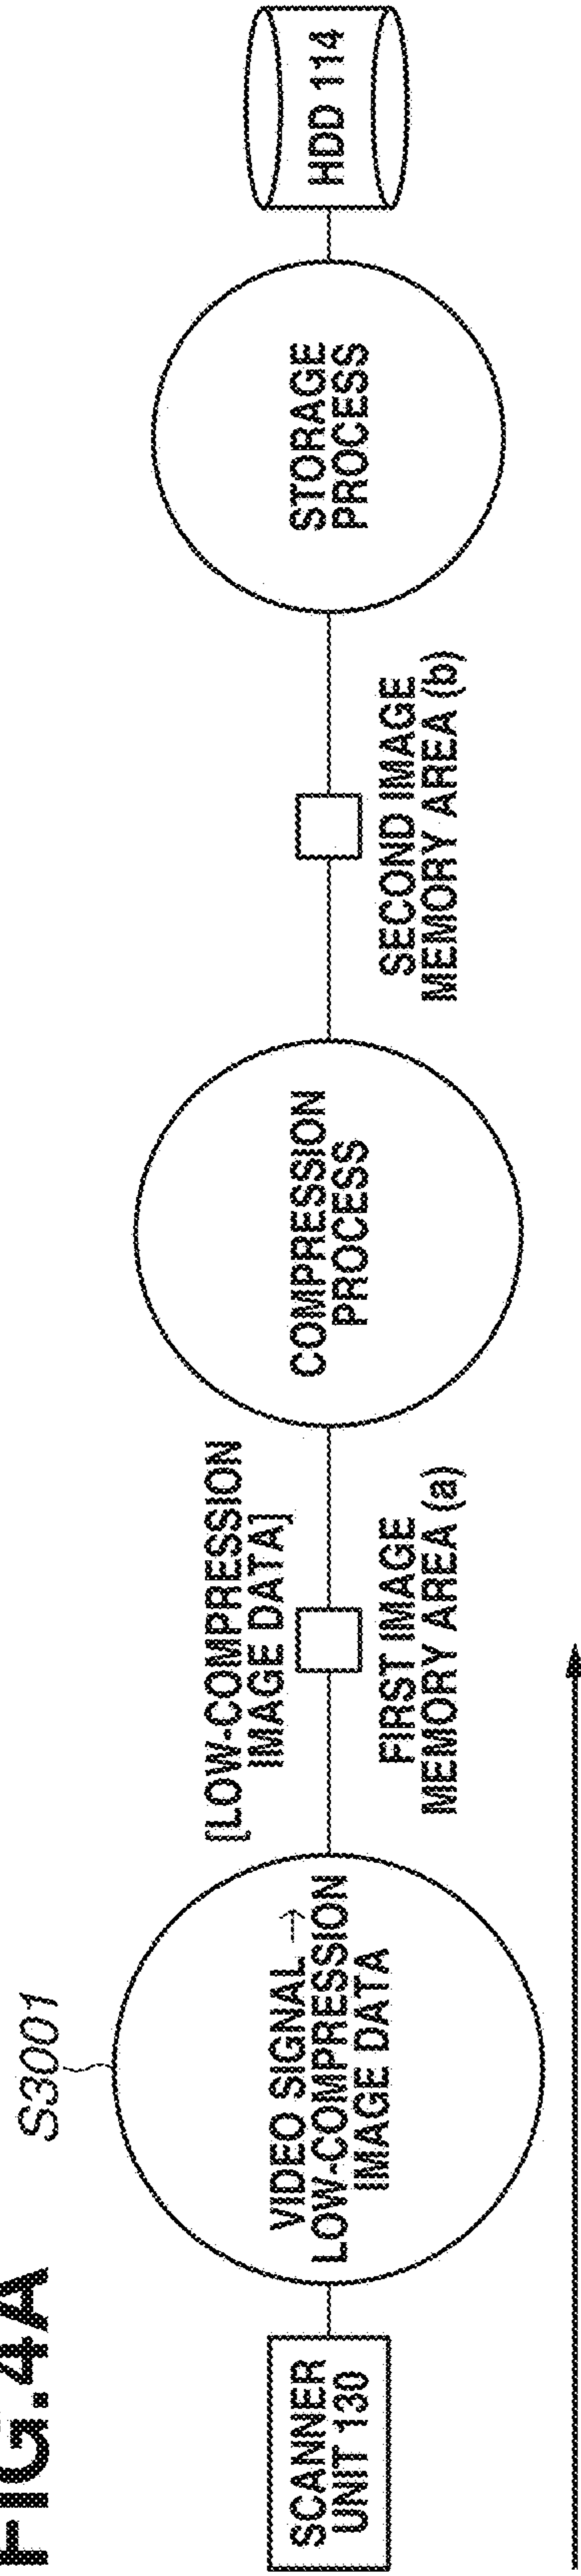 FIG.4A
S3001
SCANNER
UNIT 130
VIDEO SIGNAL →
LOW-COMPRESSION
IMAGE DATA
[LOW-COMPRESSION
IMAGE DATA]
FIRST IMAGE
MEMORY AREA (a)
COMPRESSION
PROCESS
SECOND IMAGE
MEMORY AREA (b)
STORAGE
PROCESS
HDD 114